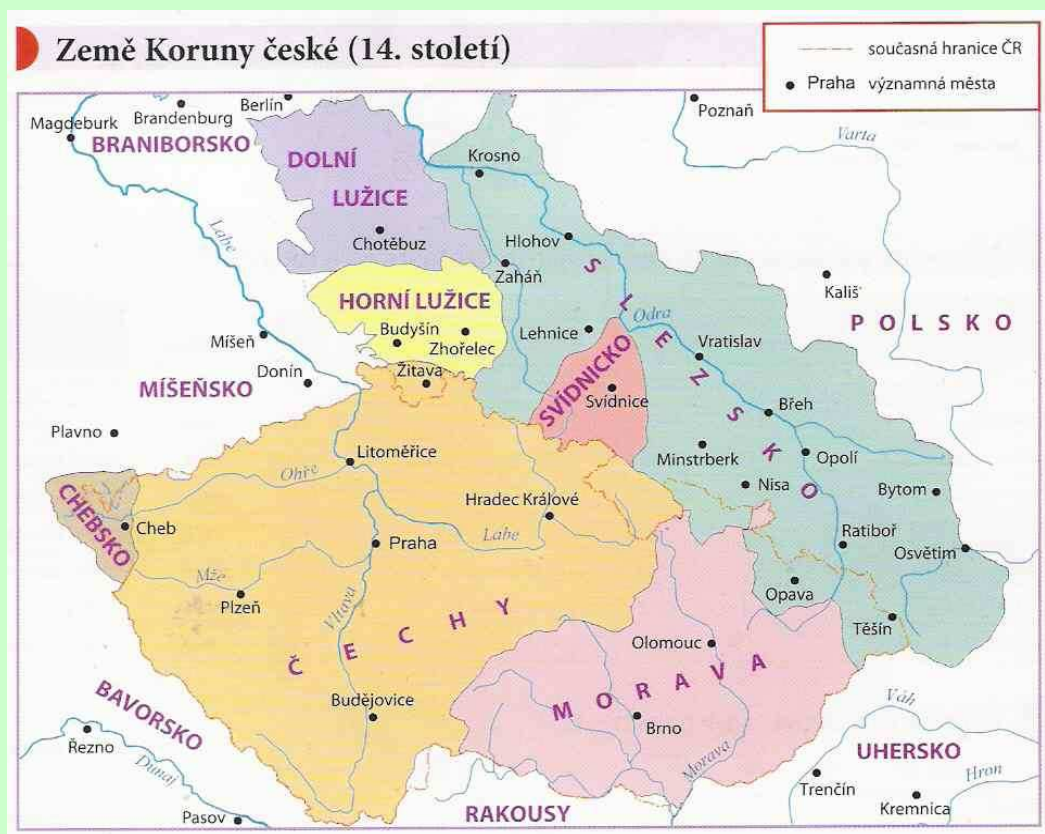 Země Koruny české (14. století)
současná hranice ČR
Praha významná města
Berlín
Brandenburg
Magdeburk
BRANIBORSKO
Poznaň
Varta
DOLNÍ
LUŽICE
Krosno
Labe
Chotěbuz
Hlohov
Zaháň
SLEZSKO
Kališ
HORNÍ LUŽICE
Odra
POLSKO
Budyšín
Zhořelec
Lehnice
Míšeň
Vratislav
Donín
Žitava
SVÍDNICKO
MÍŠEŇSKO
Svídnice
Břeh
Plavno
Litoměřice
Minstrberk
Opolí
Ohře
Nisa
Bytom
CHEBSKO
Hradec Králové
Cheb
Labe
Praha
Ratiboř
Osvětim
Mže
Plzeň
Opava
Vltava
Těšín
ČECHY
Olomouc
MORAVA
BAVORSKO
Budějovice
Brno
Váh
Řezno
Morava
UHERSKO
Dunaj
Trenčín
Hron
Pasov
RAKOUSY
Kremnica